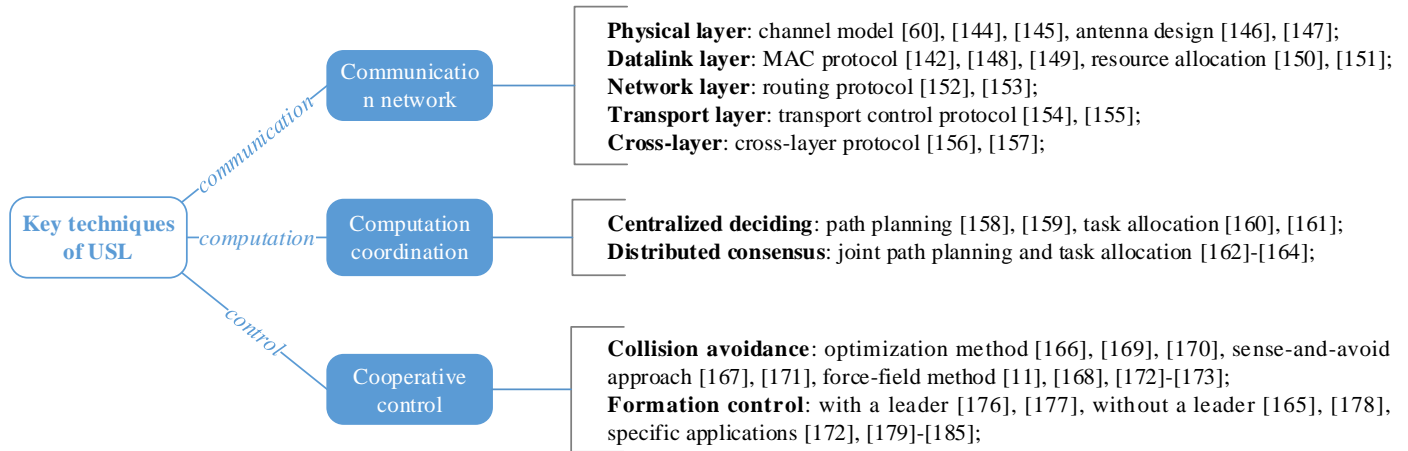 Key techniques
of USL
communication
computation
control
Communicatio
n network
Physical layer: channel model [60], [144], [145], antenna design [146], [147];
Datalink layer: MAC protocol [142], [148], [149], resource allocation [150], [151];
Network layer: routing protocol [152], [153];
Transport layer: transport control protocol [154], [155];
Cross-layer: cross-layer protocol [156], [157];
Computation
coordination
Centralized deciding: path planning [158], [159], task allocation [160], [161];
Distributed consensus: joint path planning and task allocation [162]-[164];
Cooperative
control
Collision avoidance: optimization method [166], [169], [170], sense-and-avoid
approach [167], [171], force-field method [11], [168], [172]-[173];
Formation control: with a leader [176], [177], without a leader [165], [178],
specific applications [172], [179]-[185];